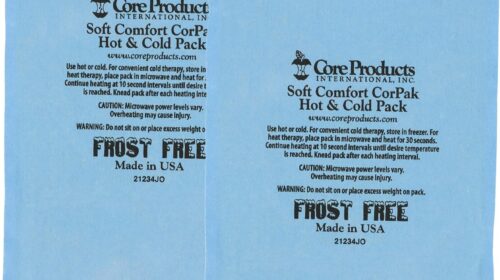 Core Products
INTERNATIONAL, INC.
Soft Comfort CorPa
Hot & Cold Pack
www.coreproducts.
Use hot or cold. For convenient cold therapy, stor
heat therapy, place pack in microwave and heat for
Continue heating at 10 second intervals until desire t
is reached. Knead pack after each heating inte
CAUTION: Microwave power levels var
Overheating may cause injury.
WARNING: Do not sit on or place excess weight o
FROST FREE
Made in USA
21234JO
Core Products
INTERNATIONAL, INC.
Soft Comfort CorPak
Hot & Cold Pack
www.coreproducts.com
Use hot or cold. For convenient cold therapy, store in freezer. For
heat therapy, place pack in microwave and heat for 30 seconds.
Continue heating at 10 second intervals until desire temperature
is reached. Knead pack after each heating interval.
CAUTION: Microwave power levels vary.
Overheating may cause injury.
WARNING: Do not sit on or place excess weight on pack.
FROST FREE
Made in USA
21234JO